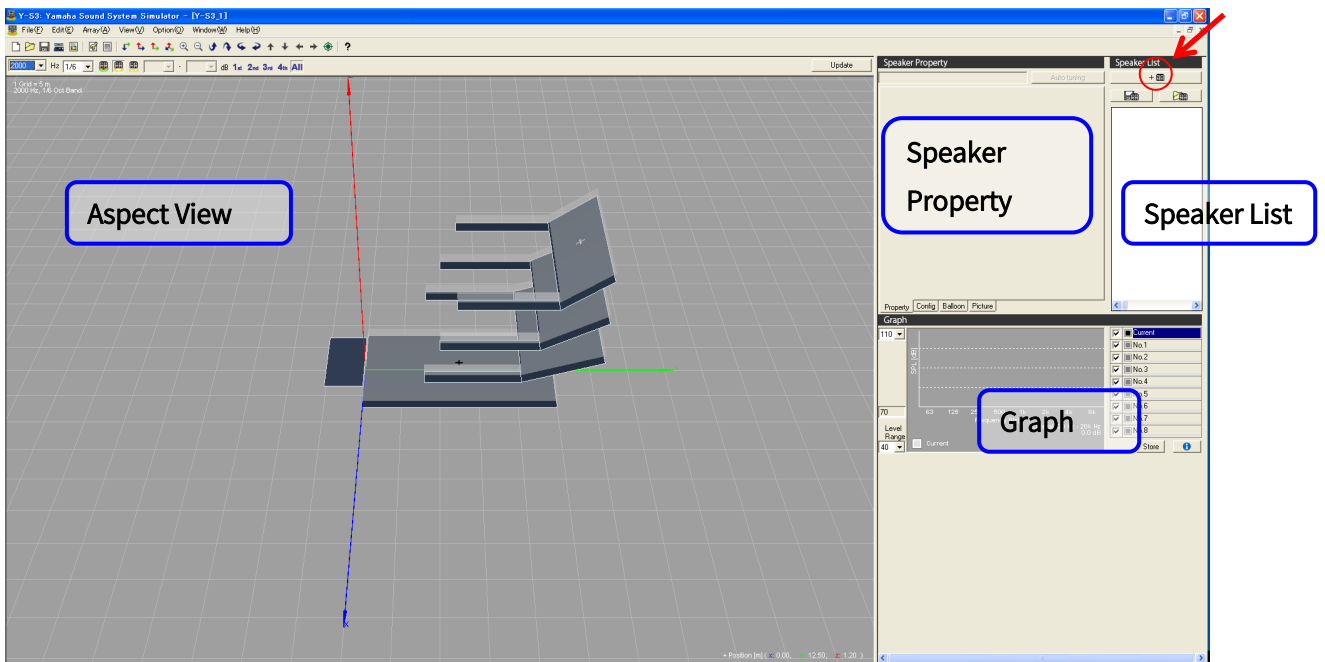 Y-S3: Yamaha Sound System Simulator - [Y-S3_1]
File(F) Edit(E) Array(A) View(V) Option(O) Window(W) Help(H)
2000 Hz 1/6 - dB 1st 2nd 3rd 4th All Update
1 Grid = 5 m
2000 Hz, 1/6 Oct Band
Aspect View
X
+ Position [m] ( x: 0.00, 12.50, z: 1.20 )
Speaker Property
Auto tuning
Speaker
Property
Property Config Balloon Picture
Speaker List
+
Speaker List
Graph
110
SPL [dB]
70
63 125
Level
Range
40
Current
Graph
20k Hz
0.0 dB
Current
No.1
No.2
No.3
No.4
No.5
No.6
No.7
No.8
Store